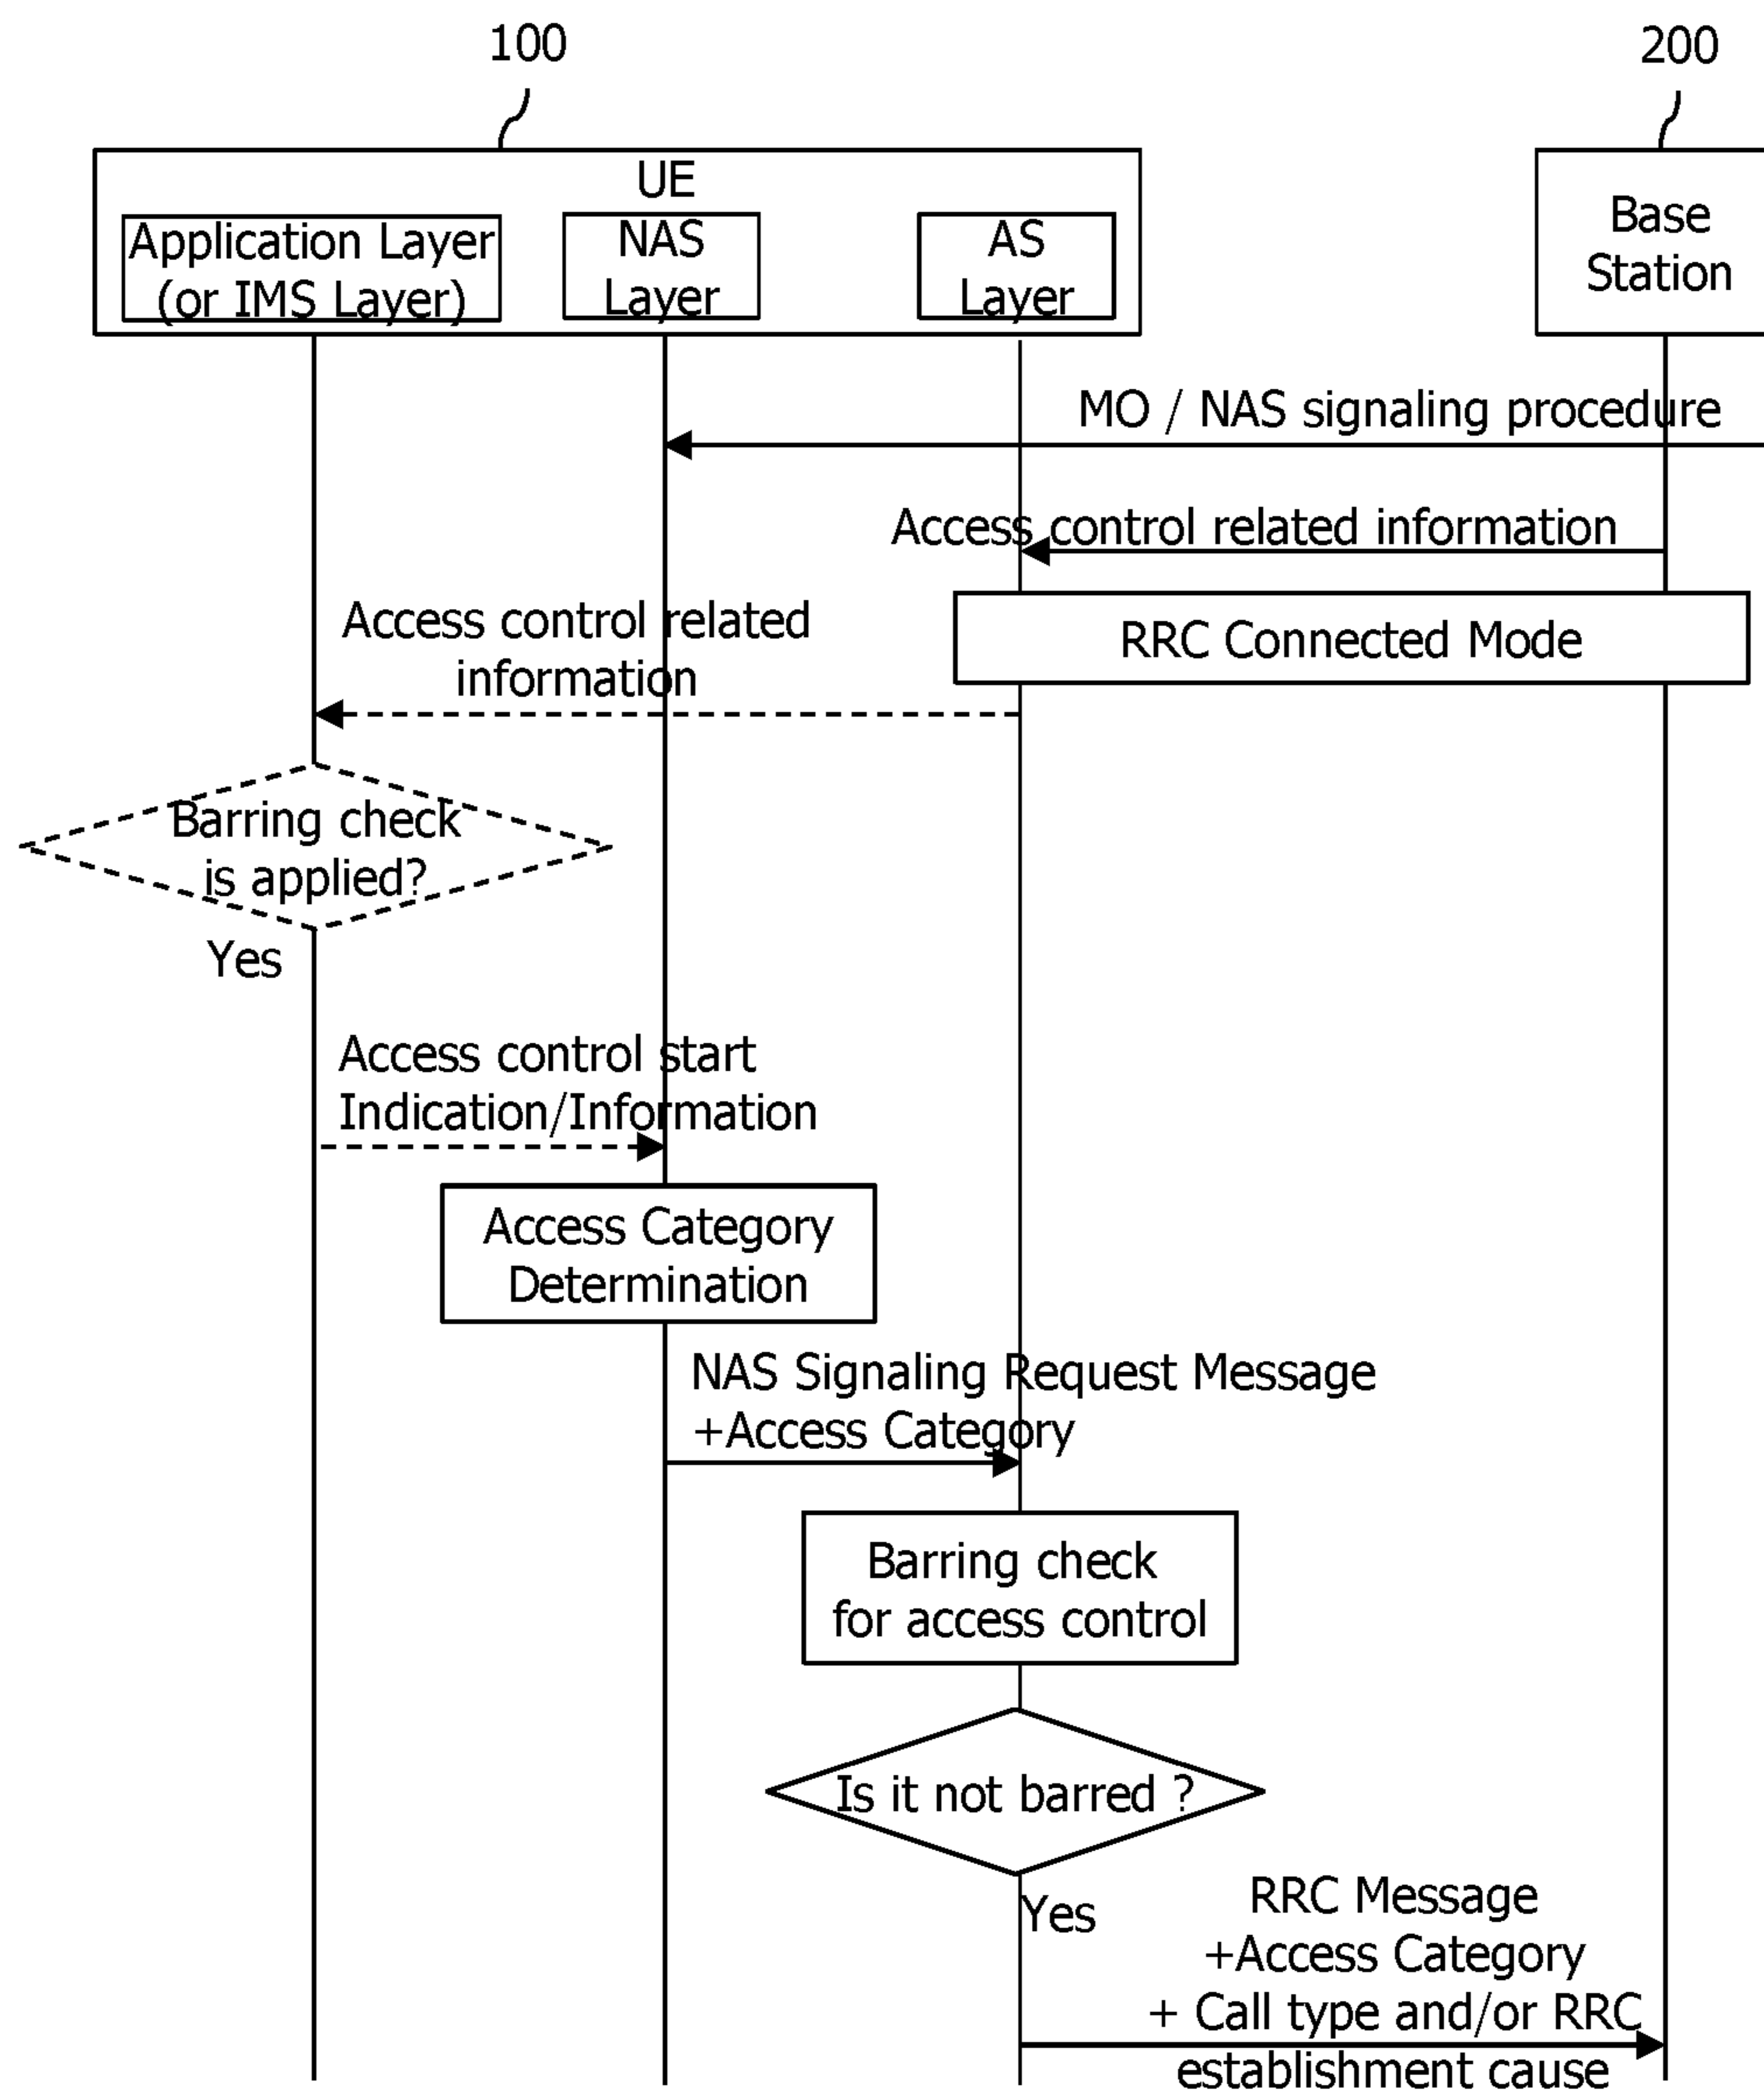 100
200
UE
Application Layer
(or IMS Layer)
NAS
Layer
AS
Layer
Base
Station
MO / NAS signaling procedure
Access control related information
RRC Connected Mode
Access control related
information
Barring check
is applied?
Yes
Access control start
Indication/Information
Access Category
Determination
NAS Signaling Request Message
+Access Category
Barring check
for access control
Is it not barred ?
Yes
RRC Message
+Access Category
+ Call type and/or RRC
establishment cause